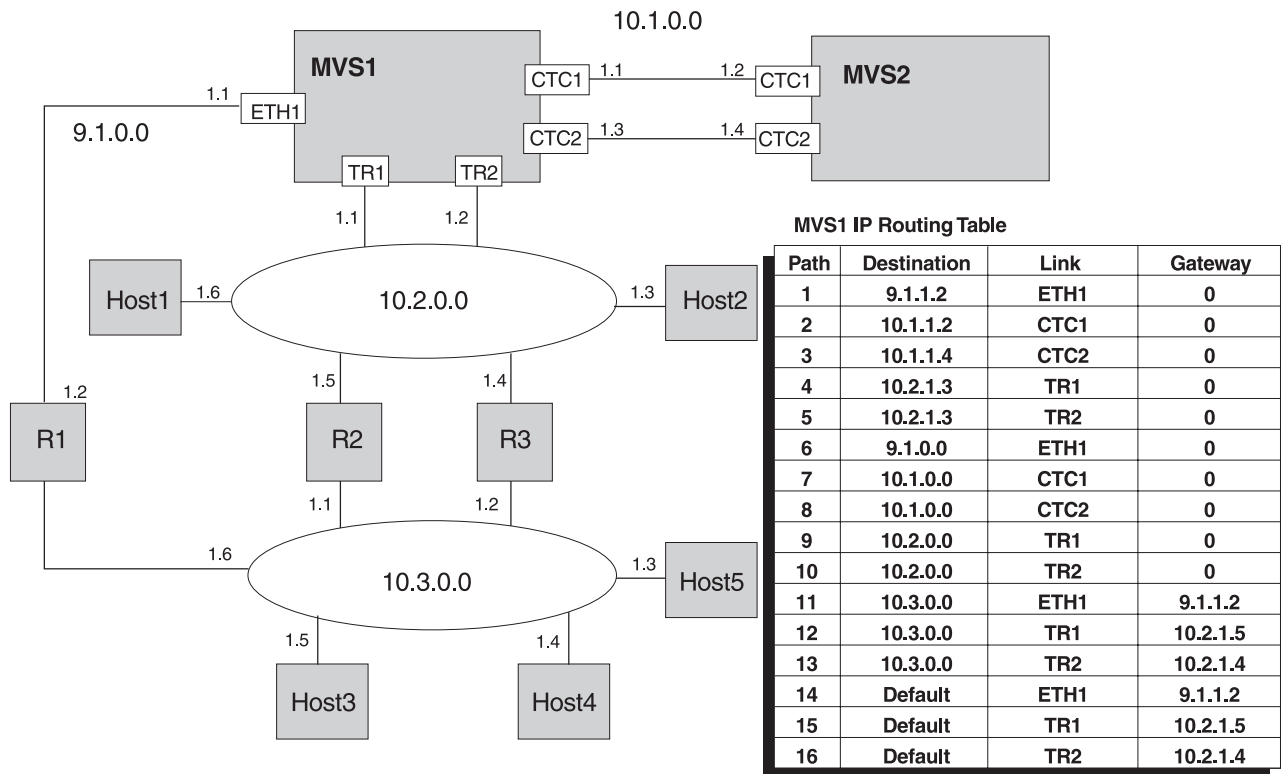 10.1.0.0
MVS1
MVS2
CTC1
1.1
1.2
CTC1
1.1
ETH1
9.1.0.0
CTC2
1.3
1.4
CTC2
TR1
TR2
1.1
1.2
Host1
1.6
10.2.0.0
1.3
Host2
1.5
1.4
1.2
R1
R2
R3
1.1
1.2
1.6
10.3.0.0
1.3
Host5
1.5
1.4
Host3
Host4
MVS1 IP Routing Table
Path Destination Link Gateway
1 9.1.1.2 ETH1 0
2 10.1.1.2 CTC1 0
3 10.1.1.4 CTC2 0
4 10.2.1.3 TR1 0
5 10.2.1.3 TR2 0
6 9.1.0.0 ETH1 0
7 10.1.0.0 CTC1 0
8 10.1.0.0 CTC2 0
9 10.2.0.0 TR1 0
10 10.2.0.0 TR2 0
11 10.3.0.0 ETH1 9.1.1.2
12 10.3.0.0 TR1 10.2.1.5
13 10.3.0.0 TR2 10.2.1.4
14 Default ETH1 9.1.1.2
15 Default TR1 10.2.1.5
16 Default TR2 10.2.1.4